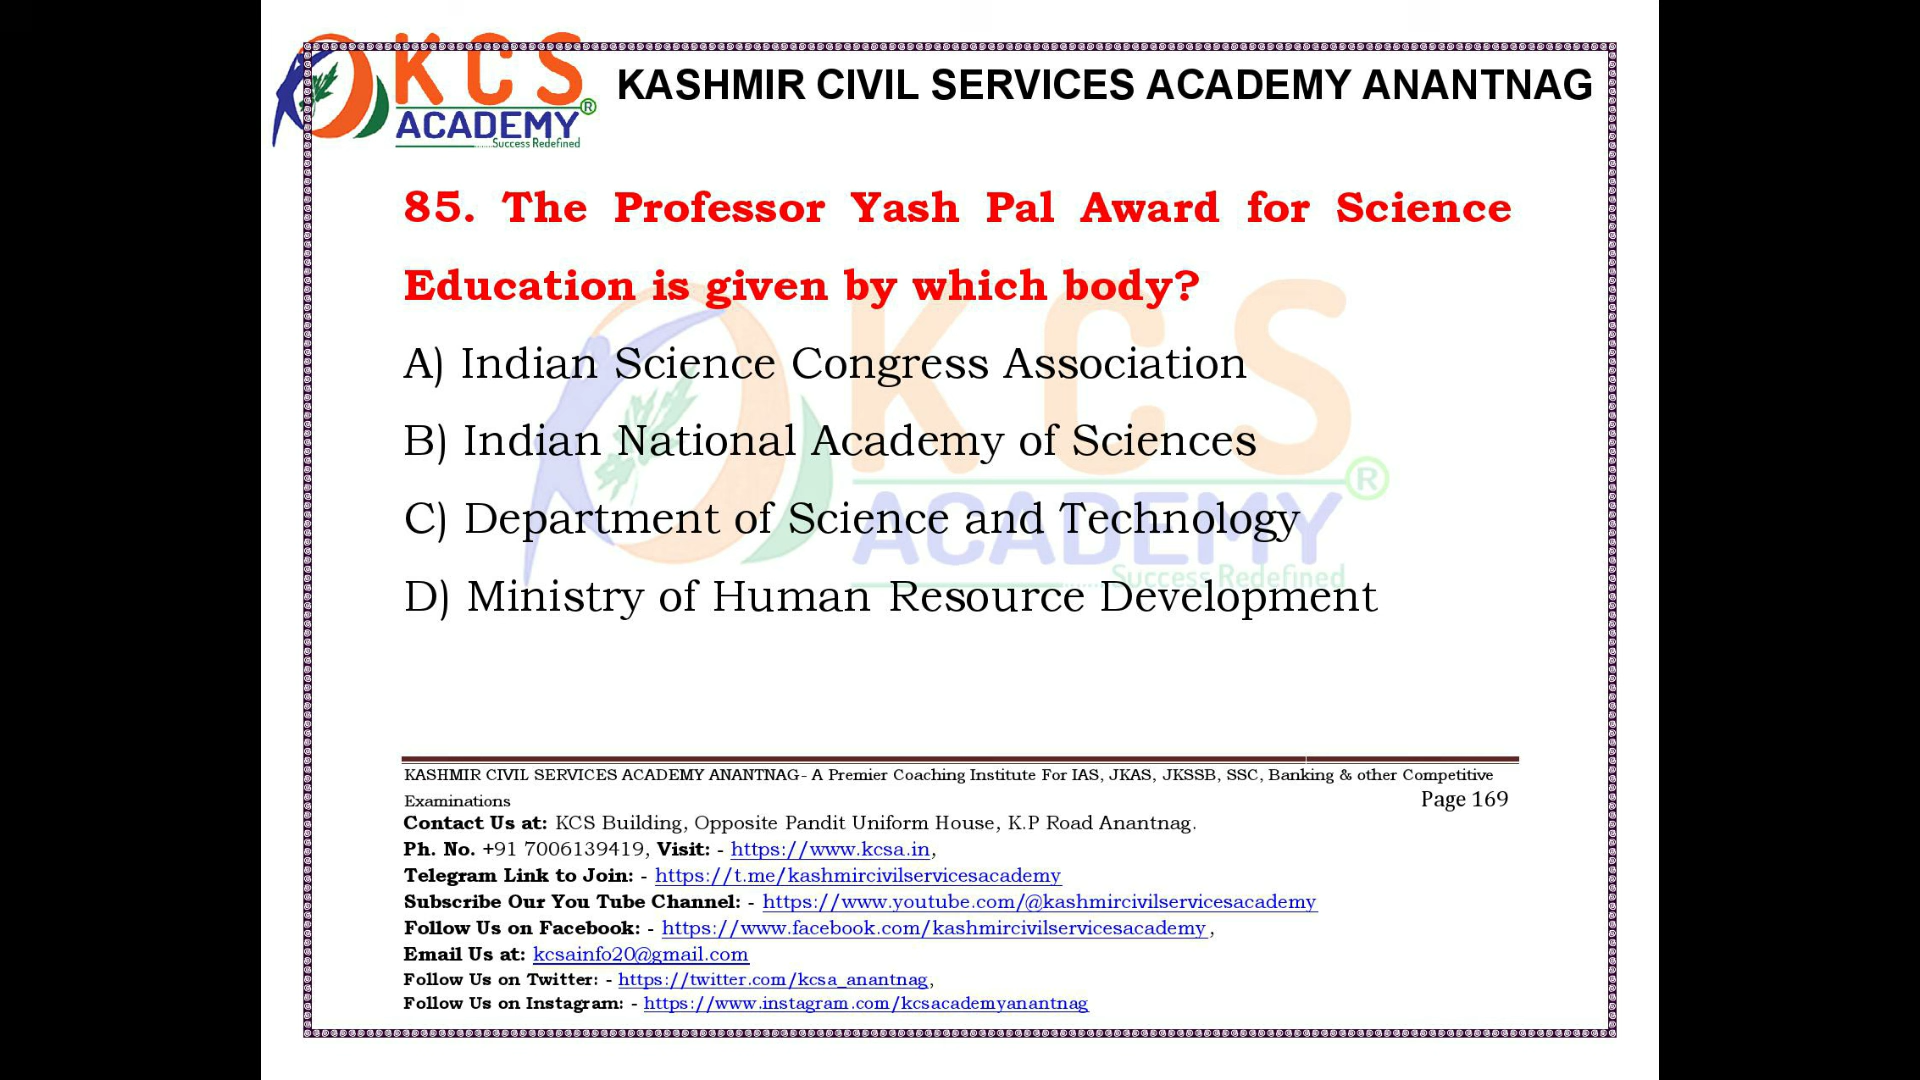 KCS
ACADEMY®
.......Success Redefined
KASHMIR CIVIL SERVICES ACADEMY ANANTNAG
85. The Professor Yash Pal Award for Science
Education is given by which body?
A) Indian Science Congress Association
B) Indian National Academy of Sciences
C) Department of Science and Technology
D) Ministry of Human Resource Development
KCS
ACADEMY®
.......Success Redefined
KASHMIR CIVIL SERVICES ACADEMY ANANTNAG- A Premier Coaching Institute For IAS, JKAS, JKSSB, SSC, Banking & other Competitive
Examinations Page 169
Contact Us at: KCS Building, Opposite Pandit Uniform House, K.P Road Anantnag.
Ph. No. +91 7006139419, Visit: - https://www.kcsa.in,
Telegram Link to Join: - https://t.me/kashmircivilservicesacademy
Subscribe Our You Tube Channel: - https://www.youtube.com/@kashmircivilservicesacademy
Follow Us on Facebook: - https://www.facebook.com/kashmircivilservicesacademy,
Email Us at: kcsainfo20@gmail.com
Follow Us on Twitter: - https://twitter.com/kcsa_anantnag,
Follow Us on Instagram: - https://www.instagram.com/kcsacademyanantnag